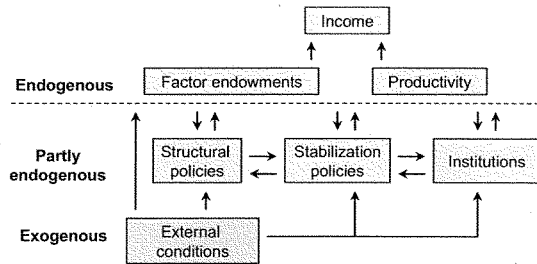 Income
Endogenous
Factor endowments
Productivity
Partly
endogenous
Structural
policies
Stabilization
policies
Institutions
Exogenous
External
conditions